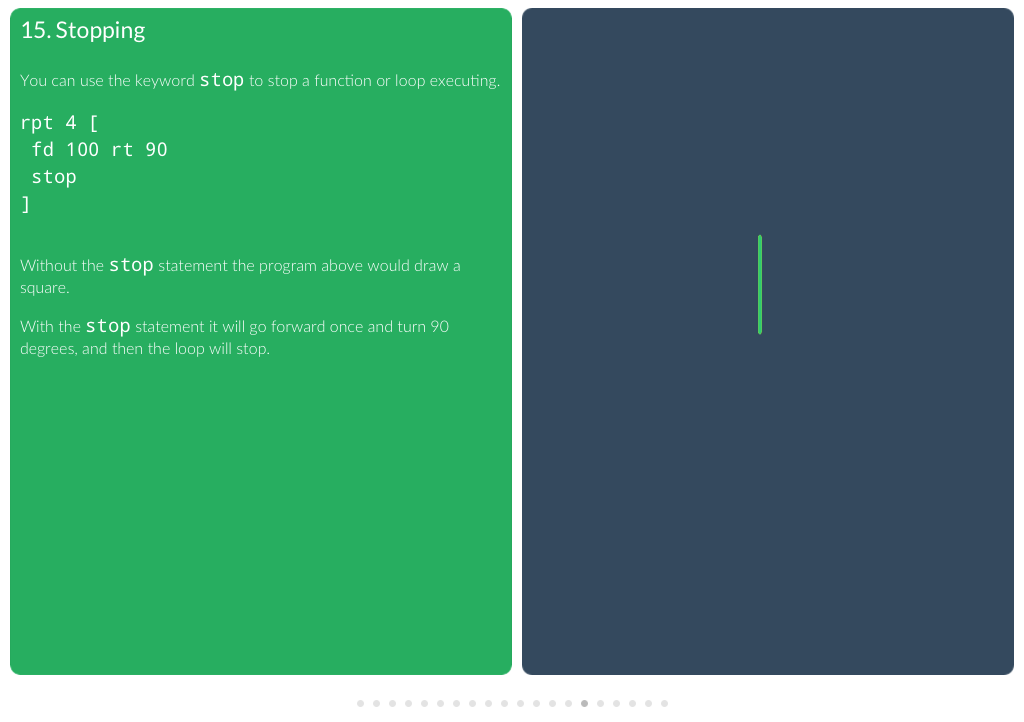 15. Stopping
You can use the keyword stop to stop a function or loop executing.
rpt 4 [
fd 100 rt 90
stop
]
Without the stop statement the program above would draw a
square.
With the stop statement it will go forward once and turn 90
degrees, and then the loop will stop.